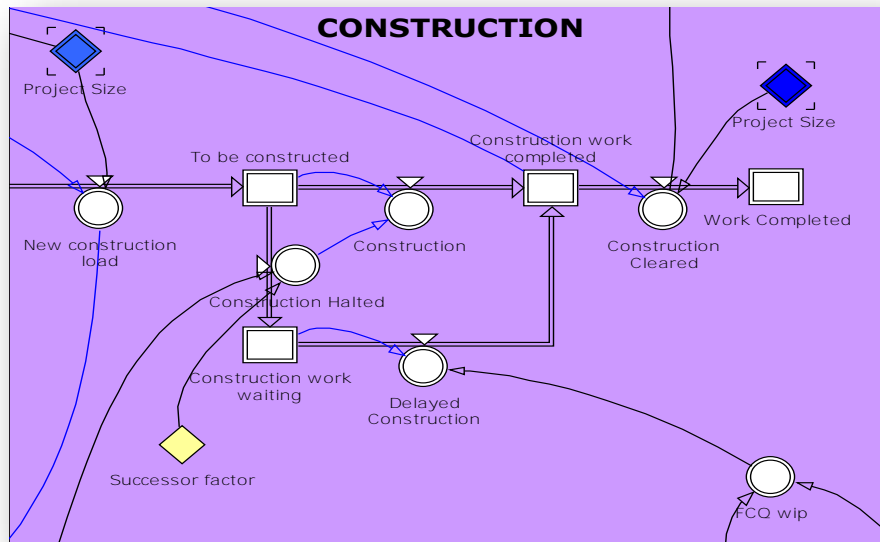 CONSTRUCTION
Project Size
Project Size
To be constructed
Construction work
completed
New construction
load
Construction
Construction
Cleared
Work Completed
Construction Halted
Construction work
waiting
Delayed
Construction
Successor factor
FCQ wip